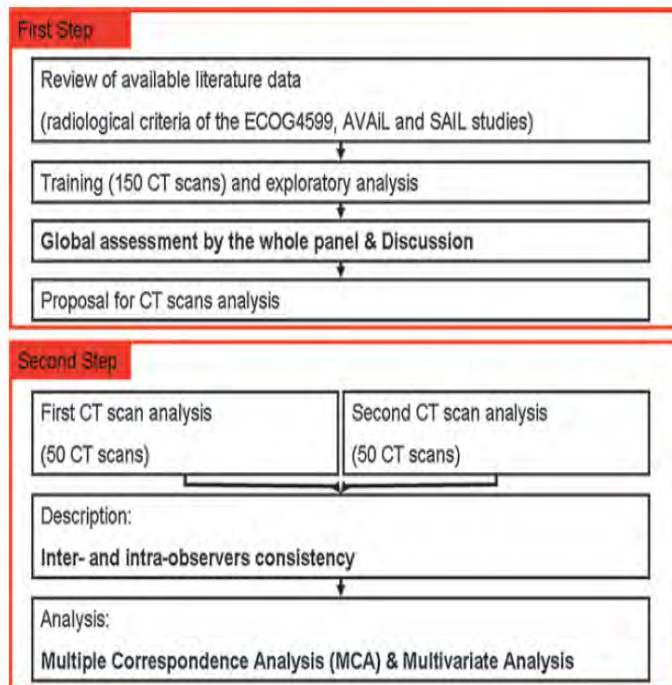 First Step
Review of available literature data
(radiological criteria of the ECOG4599, AVAiL and SAIL studies)
Training (150 CT scans) and exploratory analysis
Global assessment by the whole panel & Discussion
Proposal for CT scans analysis
Second Step
First CT scan analysis
(50 CT scans)
Second CT scan analysis
(50 CT scans)
Description:
Inter- and intra-observers consistency
Analysis:
Multiple Correspondence Analysis (MCA) & Multivariate Analysis